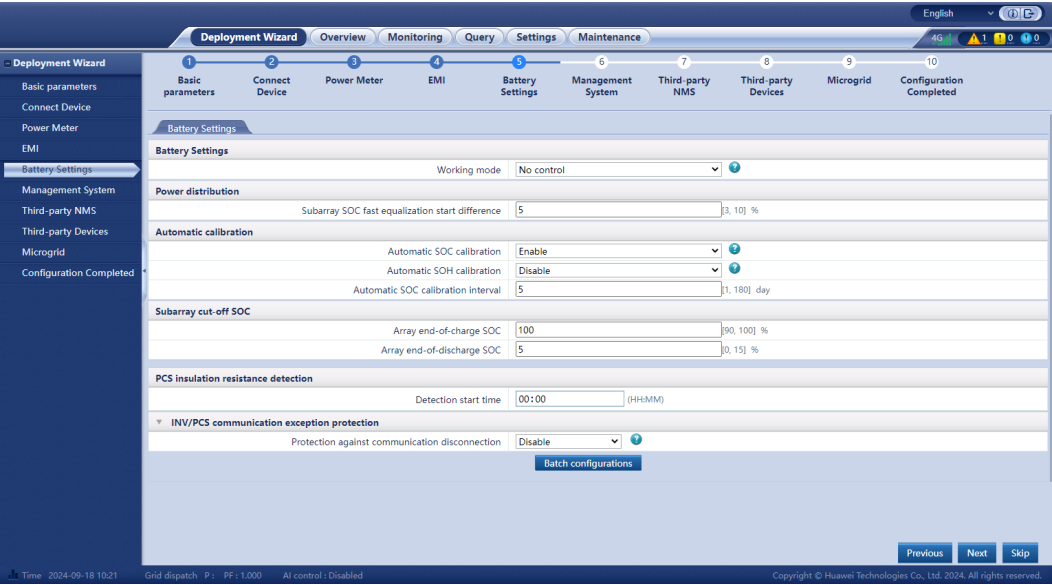 English
Deployment Wizard Overview Monitoring Query Settings Maintenance
4G 1 0 0
Deployment Wizard
Basic parameters
Connect Device
Power Meter
EMI
Battery Settings
Management System
Third-party NMS
Third-party Devices
Microgrid
Configuration Completed
1 2 3 4 5 6 7 8 9 10
Basic parameters Connect Device Power Meter EMI Battery Settings Management System Third-party NMS Third-party Devices Microgrid Configuration Completed
Battery Settings
Battery Settings
Working mode No control
Power distribution
Subarray SOC fast equalization start difference 5 [3, 10] %
Automatic calibration
Automatic SOC calibration Enable
Automatic SOH calibration Disable
Automatic SOC calibration interval 5 [1, 180] day
Subarray cut-off SOC
Array end-of-charge SOC 100 [90, 100] %
Array end-of-discharge SOC 5 [0, 15] %
PCS insulation resistance detection
Detection start time 00:00 (HH:MM)
INV/PCS communication exception protection
Protection against communication disconnection Disable
Batch configurations
Previous Next Skip
Time 2024-09-18 10:21 Grid dispatch P : PF : 1.000 AI control : Disabled Copyright © Huawei Technologies Co., Ltd. 2024. All rights reserved.